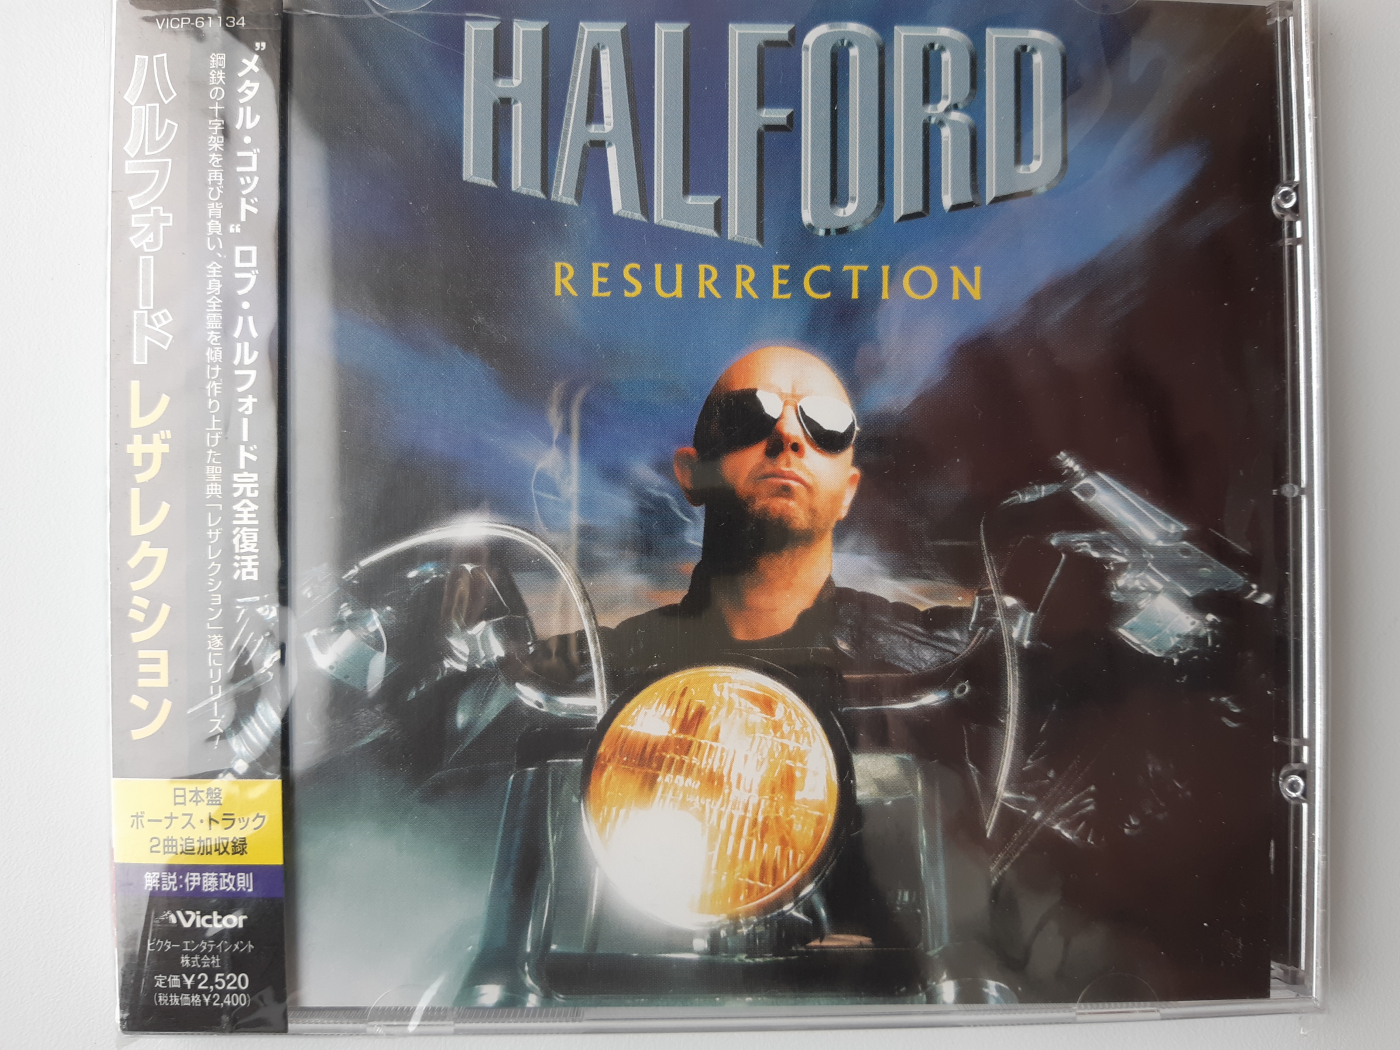 VICP-61134
"メタル・ゴッド" ロブ・ハルフォード完全復活 ―
鋼鉄の十字架を再び背負い、全身全霊を傾け作り上げた聖典「レザレクション」遂にリリーズ！
ハルフォード レザレクション
日本盤
ボーナス・トラック
2曲追加収録
解説:伊藤政則
Victor
ビクター エンタテインメント
株式会社
定価¥2,520
(税抜価格¥2,400)
HALFORD
RESURRECTION